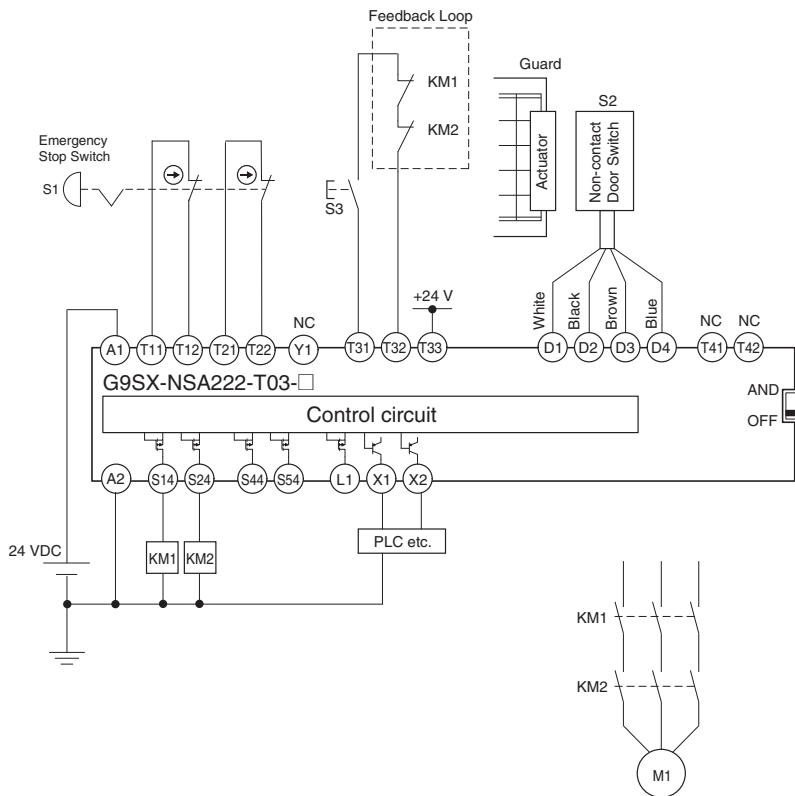 Feedback Loop
KM1
KM2
Guard
Actuator
S2
Non-contact
Door Switch
Emergency
Stop Switch
S1
S3
+24 V
White
Black
Brown
Blue
NC
NC
NC
A1
T11
T12
T21
T22
Y1
T31
T32
T33
D1
D2
D3
D4
T41
T42
G9SX-NSA222-T03-□
AND
OFF
Control circuit
A2
S14
S24
S44
S54
L1
X1
X2
24 VDC
KM1
KM2
PLC etc.
KM1
KM2
M1